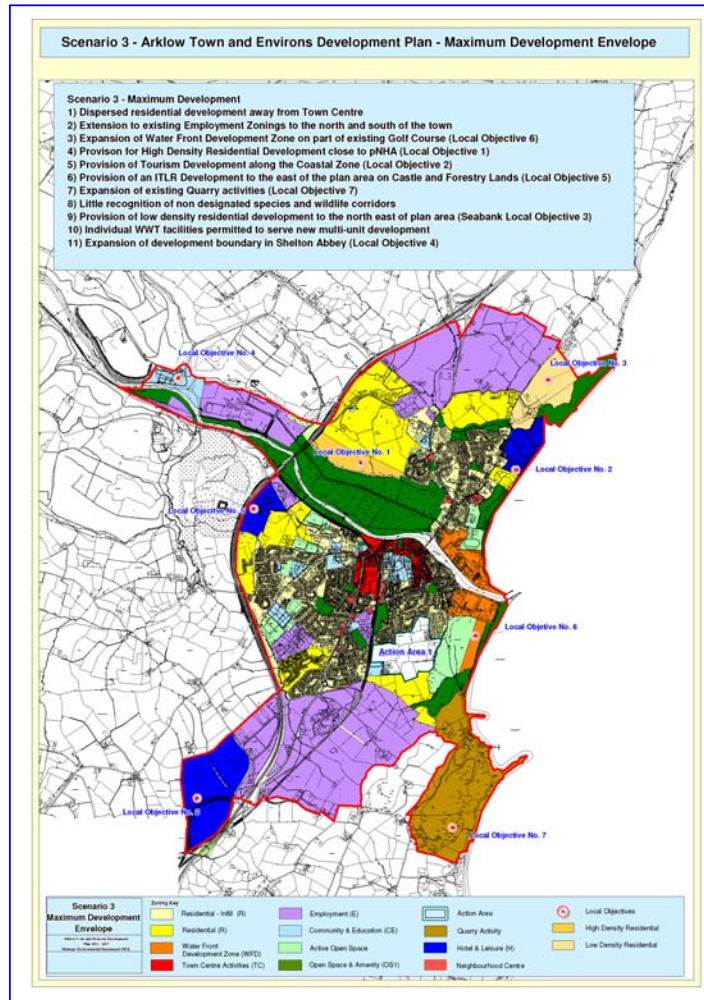 Scenario 3 - Arklow Town and Environs Development Plan - Maximum Development Envelope
Scenario 3 - Maximum Development
1) Dispersed residential development away from Town Centre
2) Extension to existing Employment Zonings to the north and south of the town
3) Expansion of Water Front Development Zone on part of existing Golf Course (Local Objective 6)
4) Provison for High Density Residential Development close to pNHA (Local Objective 1)
5) Provision of Tourism Development along the Coastal Zone (Local Objective 2)
6) Provision of an ITLR Development to the east of the plan area on Castle and Forestry Lands (Local Objective 5)
7) Expansion of existing Quarry activities (Local Objective 7)
8) Little recognition of non designated species and wildlife corridors
9) Provision of low density residential development to the north east of plan area (Seabank Local Objective 3)
10) Individual WWT facilities permitted to serve new multi-unit development
11) Expansion of development boundary in Shelton Abbey (Local Objective 4)
Local Objective No. 4
Local Objective No. 3
Local Objective No. 1
Local Objective No. 2
Local Objective No.
Local Objetive No. 6
Action Area 1
Local Objective No.
Local Objective No. 7
Scenario 3
Maximum Development
Envelope
Zoning Key
Residential - Infill (R)
Residential (R)
Water Front
Development Zone (WFD)
Town Centre Activities (TC)
Employment (E)
Community & Education (CE)
Active Open Space
Open Space & Amenity (OS1)
Action Area
Quarry Activity
Hotel & Leisure (H)
Neighbourhood Centre
Local Objectives
High Density Residential
Low Density Residential